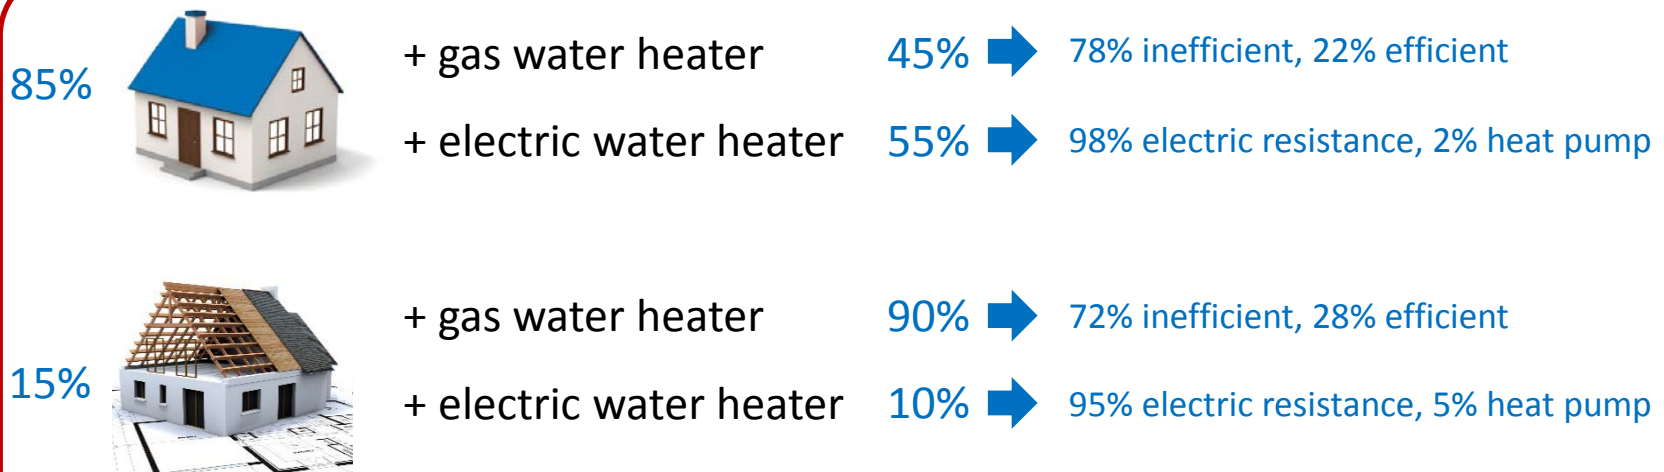 85%
+ gas water heater 45% 78% inefficient, 22% efficient
+ electric water heater 55% 98% electric resistance, 2% heat pump
15%
+ gas water heater 90% 72% inefficient, 28% efficient
+ electric water heater 10% 95% electric resistance, 5% heat pump